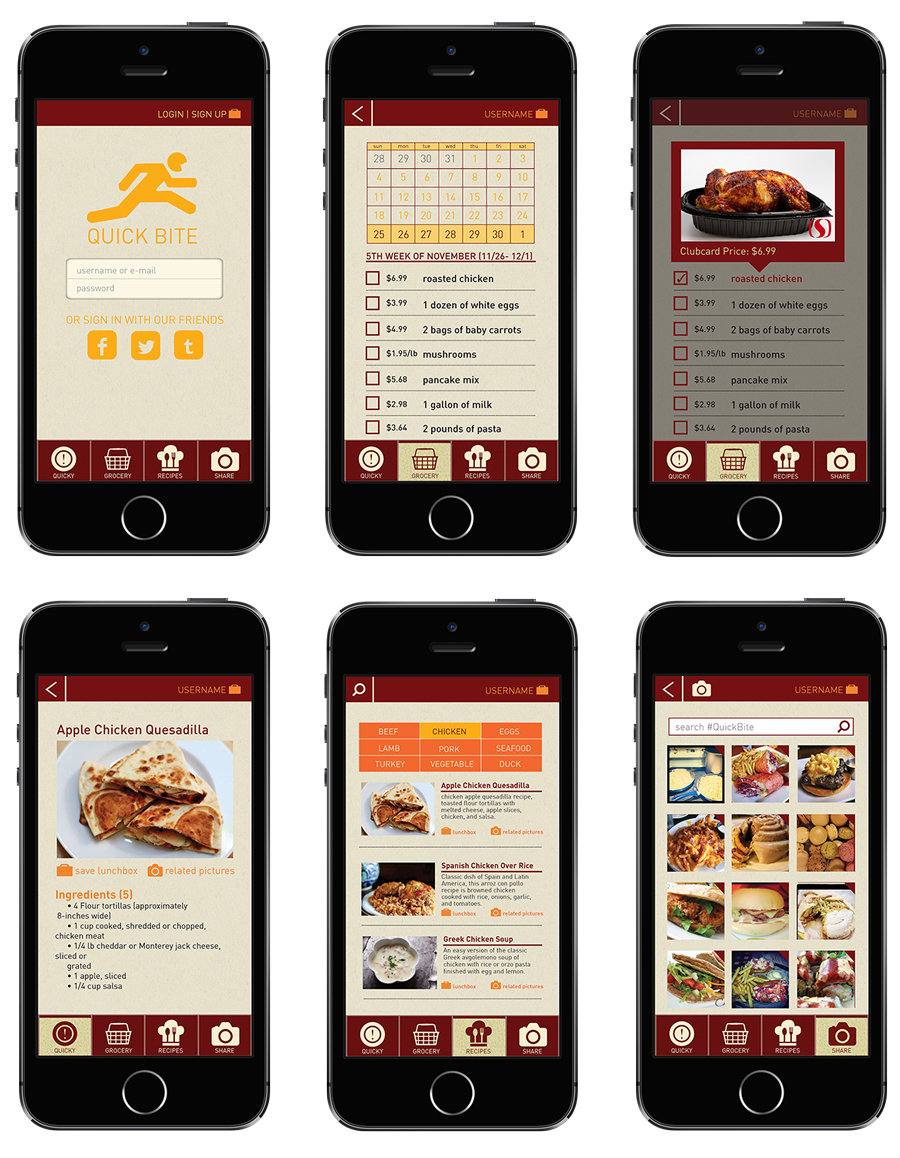 LOGIN | SIGN UP
QUICK BITE
username or e-mail
password
OR SIGN IN WITH OUR FRIENDS
f t
QUICKY GROCERY RECIPES SHARE
USERNAME
sun mon tue wed thu fri sat
28 29 30 31 1 2 3
4 5 6 7 8 9 10
11 12 13 14 15 16 17
18 19 20 21 22 23 24
25 26 27 28 29 30 1
5TH WEEK OF NOVEMBER (11/26- 12/1)
$6.99 roasted chicken
$3.99 1 dozen of white eggs
$4.99 2 bags of baby carrots
$1.95/lb mushrooms
$5.68 pancake mix
$2.98 1 gallon of milk
$3.64 2 pounds of pasta
QUICKY GROCERY RECIPES SHARE
USERNAME
Clubcard Price: $6.99
$6.99 roasted chicken
$3.99 1 dozen of white eggs
$4.99 2 bags of baby carrots
$1.95/lb mushrooms
$5.68 pancake mix
$2.98 1 gallon of milk
$3.64 2 pounds of pasta
QUICKY GROCERY RECIPES SHARE
USERNAME
Apple Chicken Quesadilla
save lunchbox related pictures
Ingredients (5)
• 4 Flour tortillas (approximately
8-inches wide)
• 1 cup cooked, shredded or chopped,
chicken meat
• 1/4 lb cheddar or Monterey jack cheese,
sliced or
grated
• 1 apple, sliced
• 1/4 cup salsa
QUICKY GROCERY RECIPES SHARE
USERNAME
BEEF CHICKEN EGGS
LAMB PORK SEAFOOD
TURKEY VEGETABLE DUCK
Apple Chicken Quesadilla
chicken apple quesadilla recipe,
toasted flour tortillas with
melted cheese, apple slices,
chicken, and salsa.
lunchbox related pictures
Spanish Chicken Over Rice
Classic dish of Spain and Latin
America, this arroz con pollo
recipe is browned chicken
cooked with rice, onions, garlic,
and tomatoes.
lunchbox related pictures
Greek Chicken Soup
An easy version of the classic
Greek avgolemono soup of
chicken with rice or orzo pasta
finished with egg and lemon.
lunchbox related pictures
QUICKY GROCERY RECIPES SHARE
USERNAME
search #QuickBite
QUICKY GROCERY RECIPES SHARE